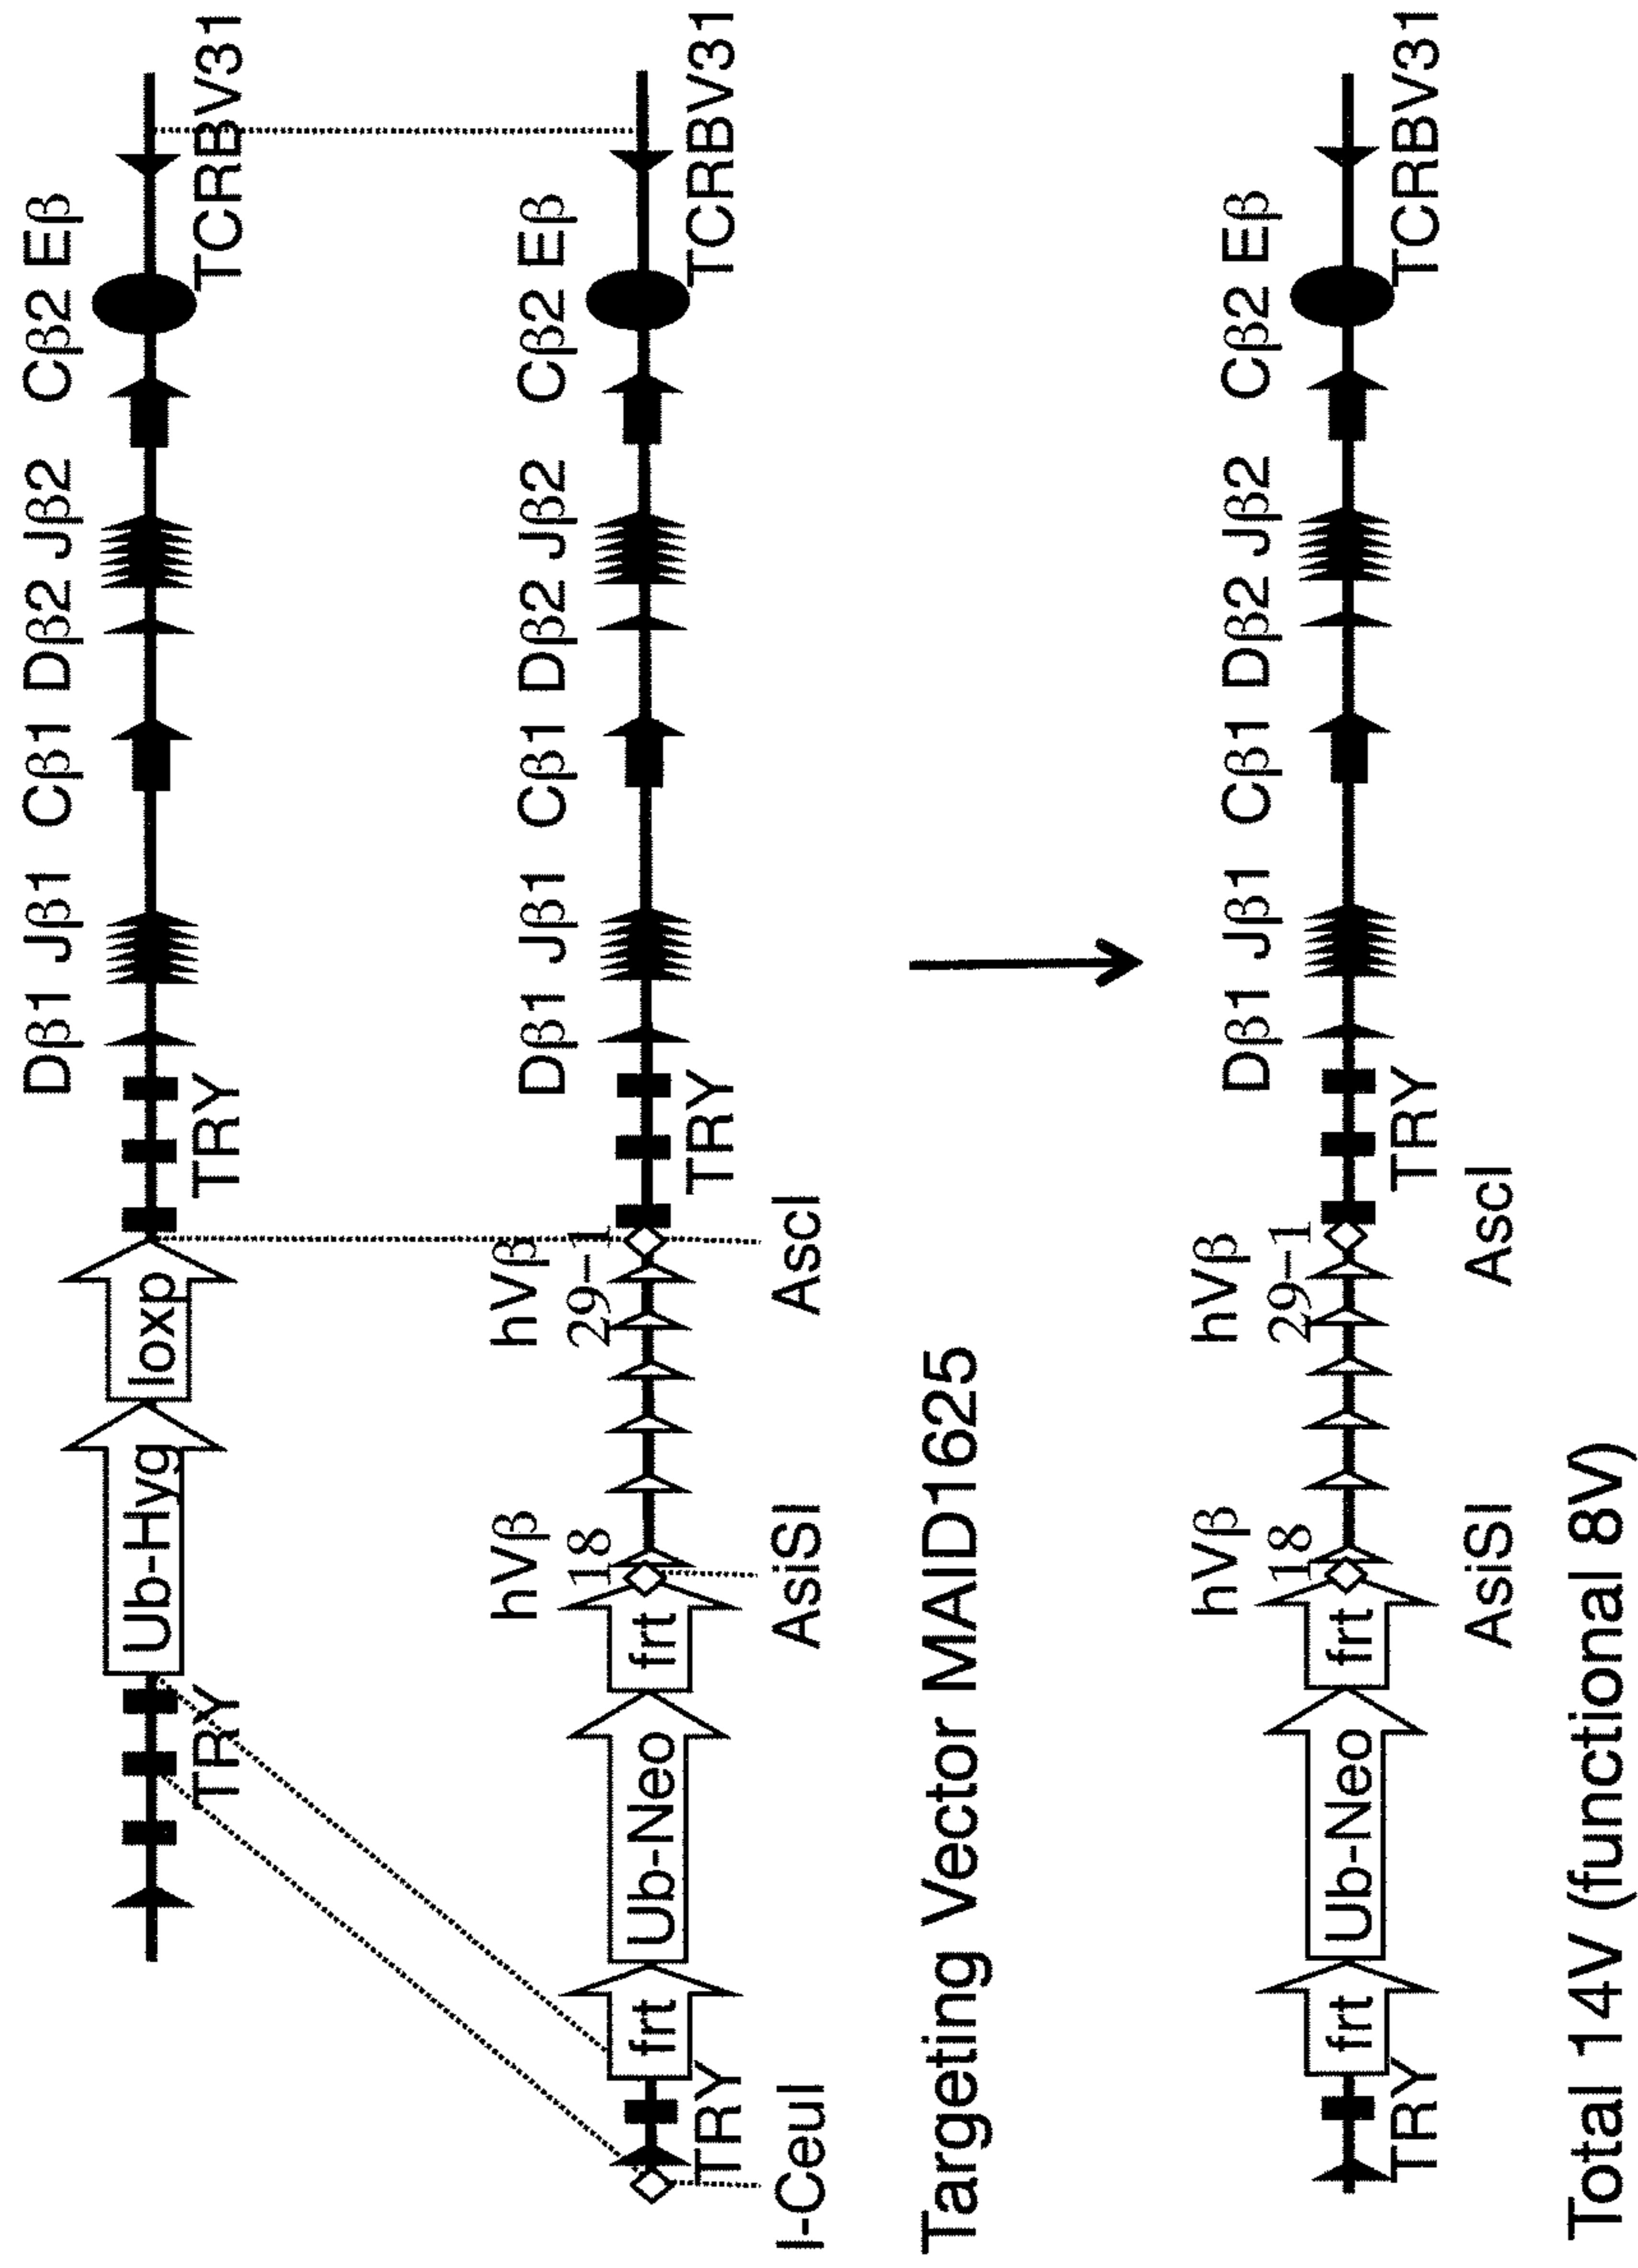 Dβ1 Jβ1 Cβ1 Dβ2 Jβ2 Cβ2 Eβ
Ub-Hyg loxp
TRY TRY TCRBV31
hVβ hVβ Dβ1 Jβ1 Cβ1 Dβ2 Jβ2 Cβ2 Eβ
18 29–1
frt Ub-Neo frt
TRY TRY TCRBV31
I-CeuI AsiSI AscI
Targeting Vector MAID1625
hVβ hVβ Dβ1 Jβ1 Cβ1 Dβ2 Jβ2 Cβ2 Eβ
18 29–1
frt Ub-Neo frt
TRY TRY TCRBV31
AsiSI AscI
Total 14V (functional 8V)